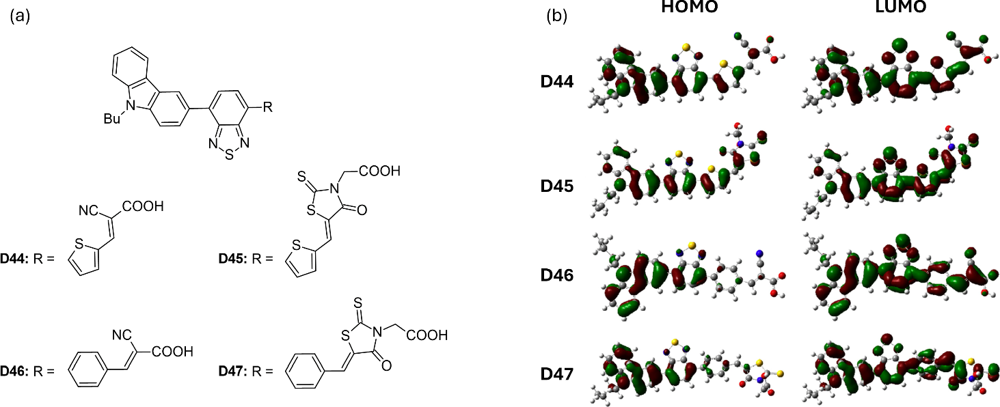 (a)
N
Bu
R
N
N
S
NC
COOH
S
D44: R =
S
N
COOH
S
O
S
D45: R =
NC
COOH
D46: R =
S
S
N
COOH
O
D47: R =
(b)
HOMO
LUMO
D44
D45
D46
D47